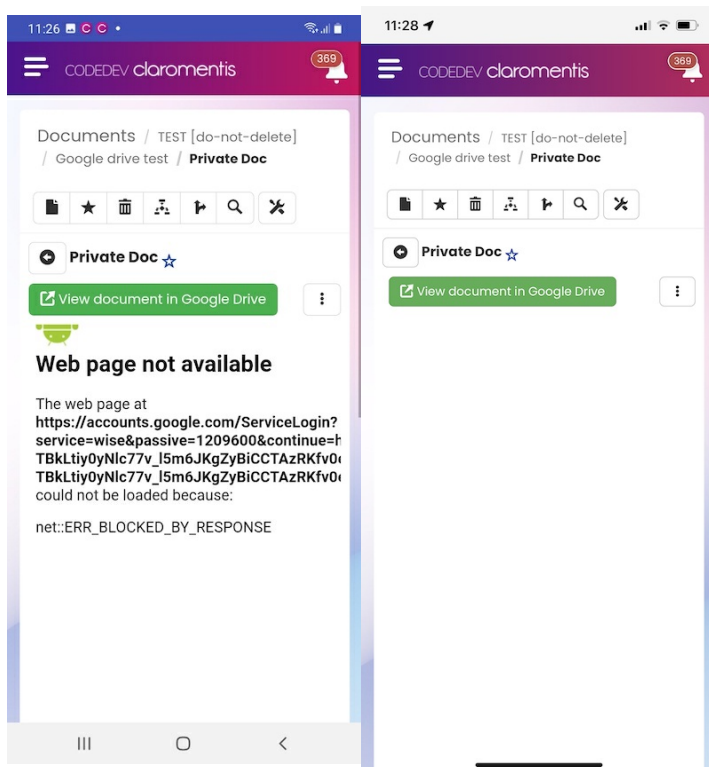 11:26
369
CODEDEV claromentis
Documents / TEST [do-not-delete]
/ Google drive test / Private Doc
Private Doc
View document in Google Drive
Web page not available
The web page at
https://accounts.google.com/ServiceLogin?
service=wise&passive=1209600&continue=h
TBkLtiy0yNlc77v_l5m6JKgZyBiCCTAzRKfv0
TBkLtiy0yNlc77v_l5m6JKgZyBiCCTAzRKfv0
could not be loaded because:
net::ERR_BLOCKED_BY_RESPONSE
11:28
369
CODEDEV claromentis
Documents / TEST [do-not-delete]
/ Google drive test / Private Doc
Private Doc
View document in Google Drive